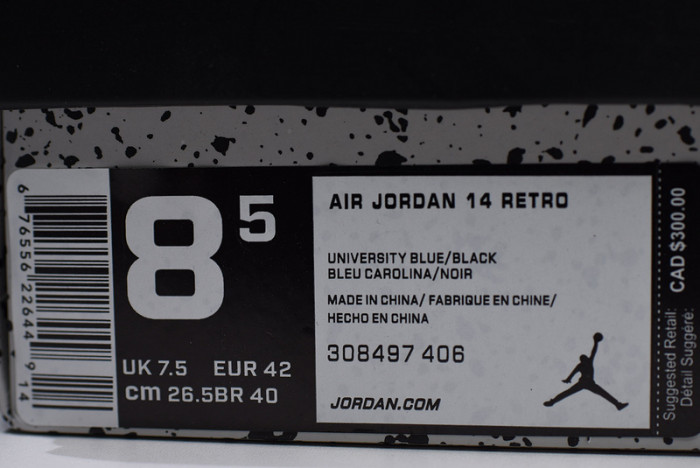 6 76556 22644 9 14
8⁵
UK 7.5 EUR 42
cm 26.5BR 40
AIR JORDAN 14 RETRO
UNIVERSITY BLUE/BLACK
BLEU CAROLINA/NOIR
MADE IN CHINA/ FABRIQUE EN CHINE/
HECHO EN CHINA
308497 406
JORDAN.COM
Suggested Retail: CAD $300.00
Détail Suggéré: